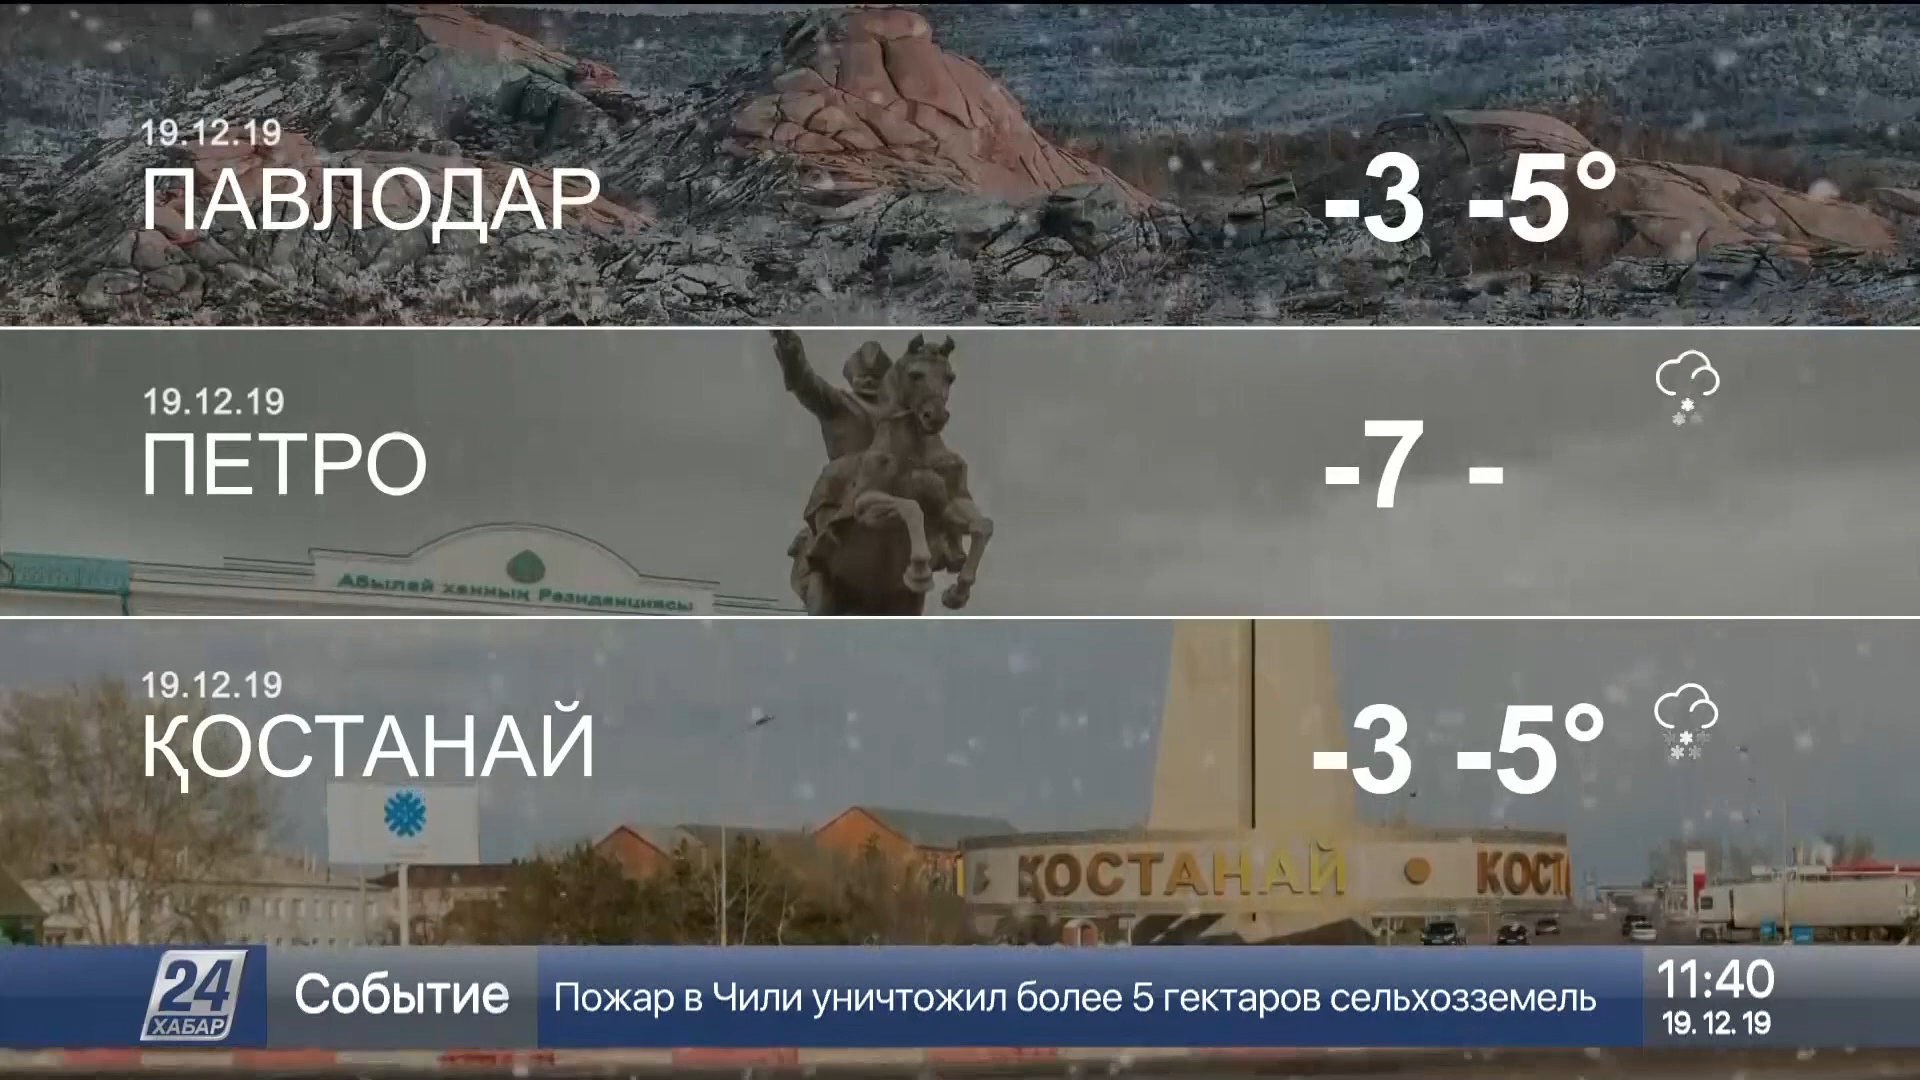 19.12.19
ПАВЛОДАР
-3 -5°
19.12.19
ПЕТРО
-7 -
Абылай ханның Резиденциясы
19.12.19
ҚОСТАНАЙ
-3 -5°
ҚОСТАНАЙ
ҚОСТ
24
ХАБАР
Событие
Пожар в Чили уничтожил более 5 гектаров сельхозземель
11:40
19.12.19